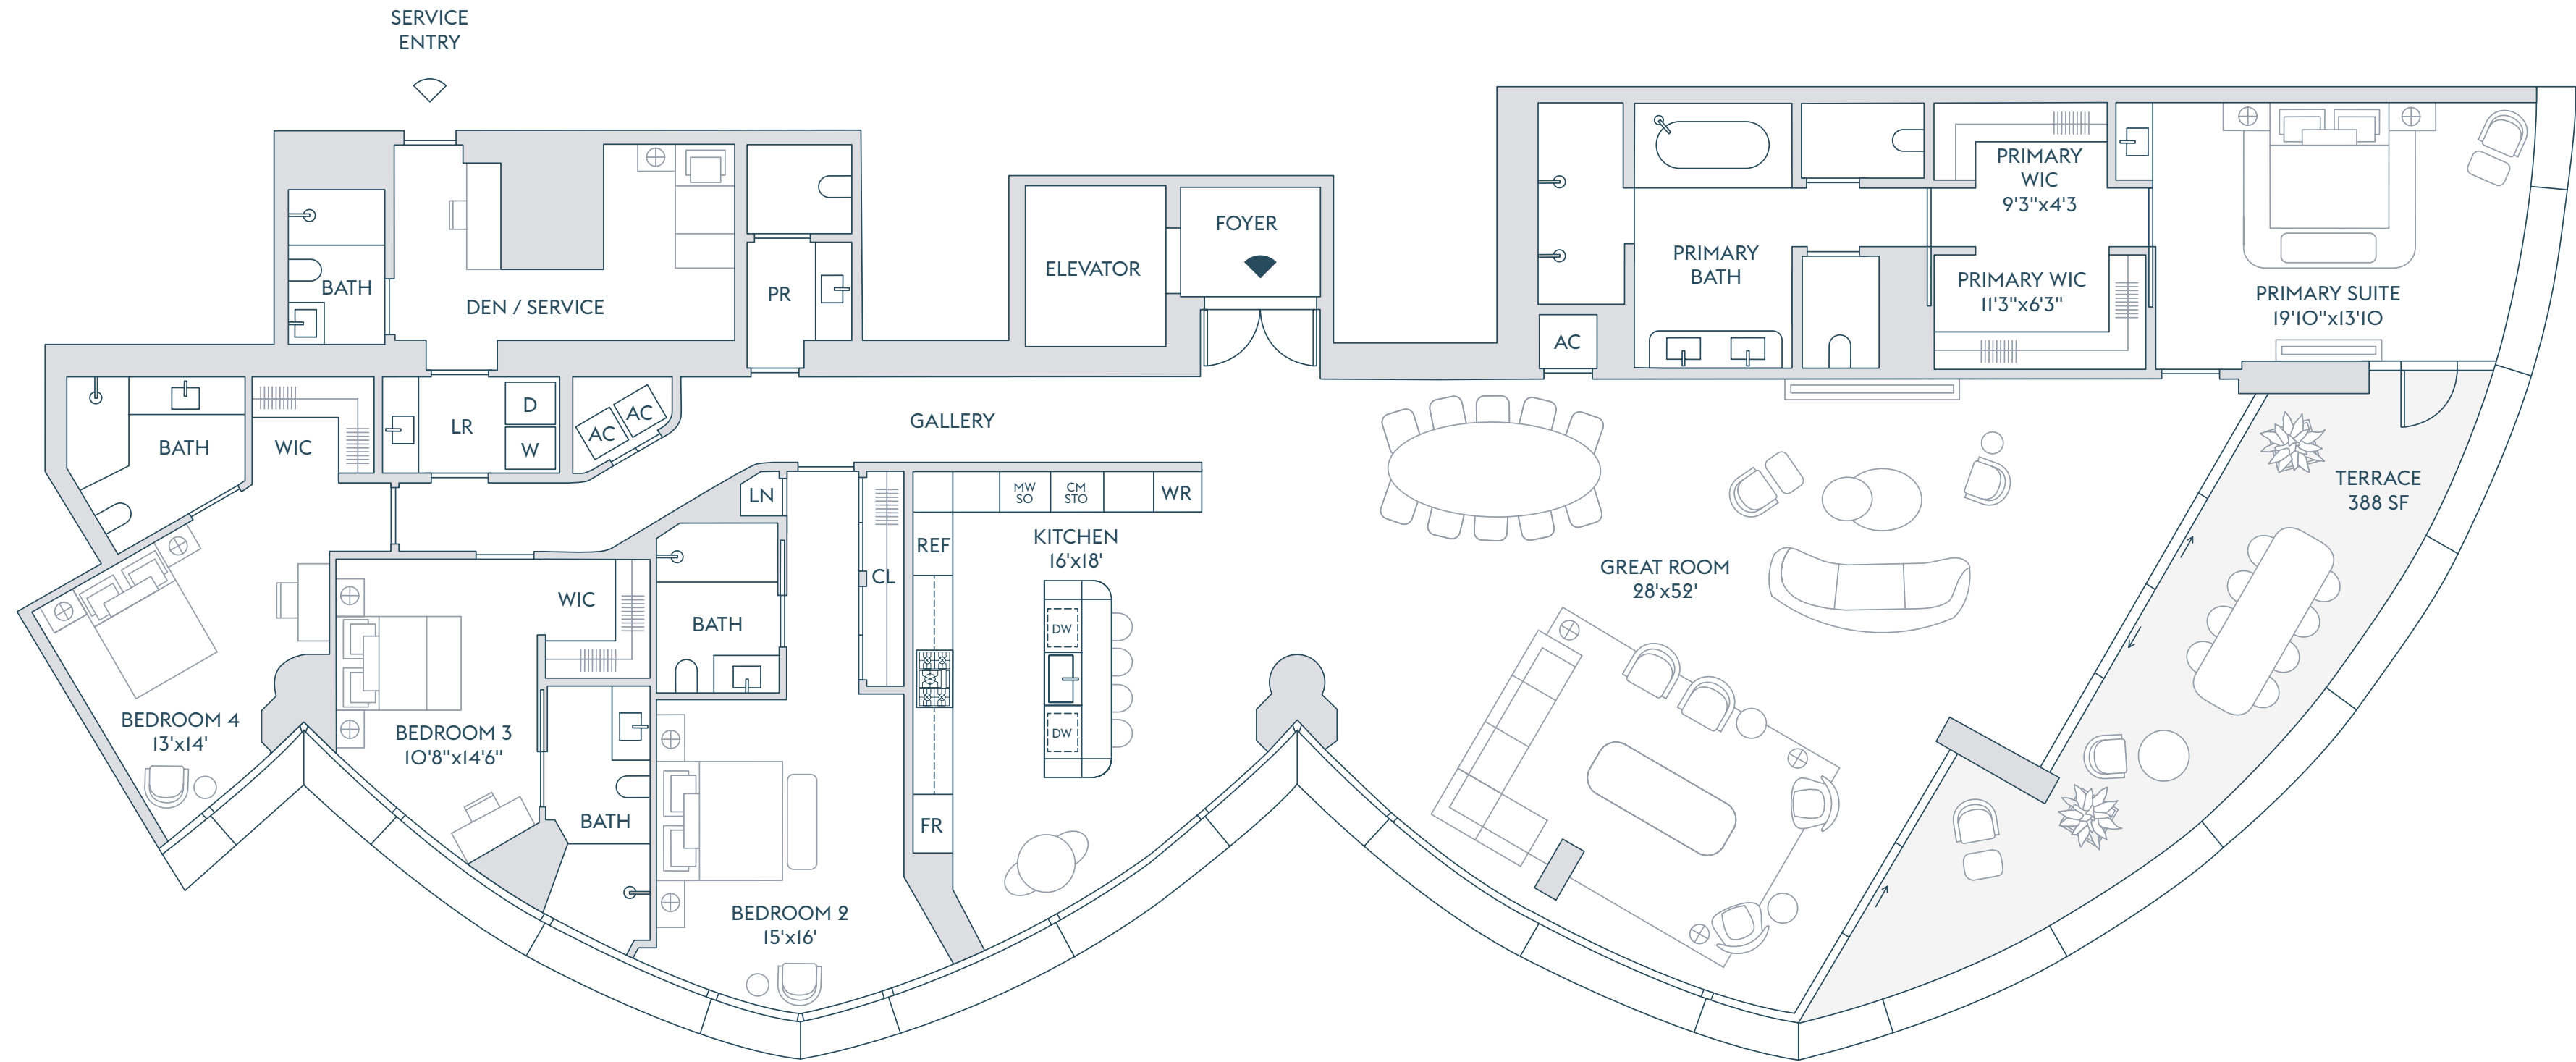 SERVICE
ENTRY
BATH
DEN / SERVICE
PR
ELEVATOR
FOYER
PRIMARY
BATH
AC
PRIMARY
WIC
9'3"x4'3
PRIMARY WIC
11'3"x6'3"
PRIMARY SUITE
19'10"x13'10
BATH
WIC
LR
D
W
AC
AC
GALLERY
LN
CL
MW
SO
CM
STO
WR
REF
KITCHEN
16'x18'
DW
DW
FR
GREAT ROOM
28'x52'
TERRACE
388 SF
WIC
BATH
BEDROOM 4
13'x14'
BEDROOM 3
10'8"x14'6"
BATH
BEDROOM 2
15'x16'